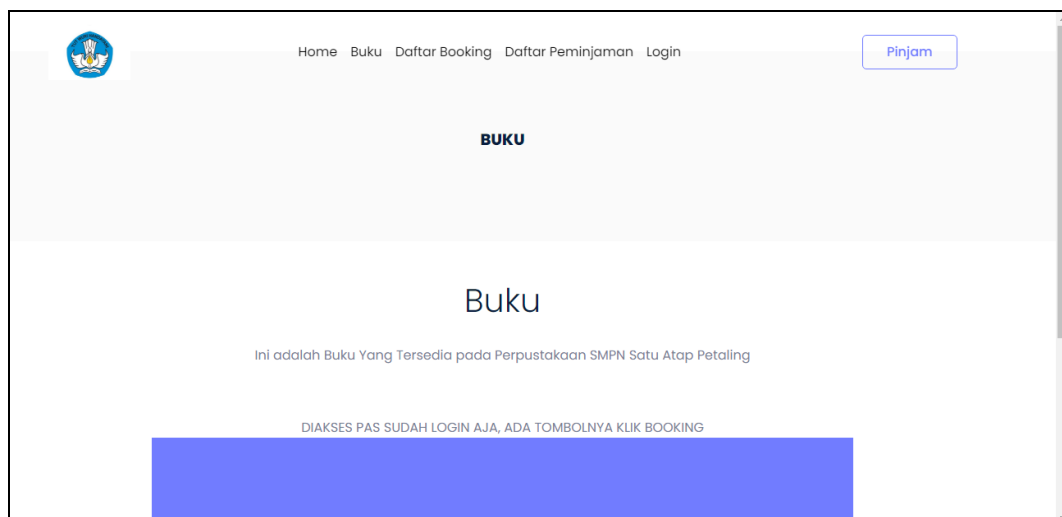 Home Buku Daftar Booking Daftar Peminjaman Login Pinjam
BUKU
Buku
Ini adalah Buku Yang Tersedia pada Perpustakaan SMPN Satu Atap Petaling
DIAKSES PAS SUDAH LOGIN AJA, ADA TOMBOLNYA KLIK BOOKING